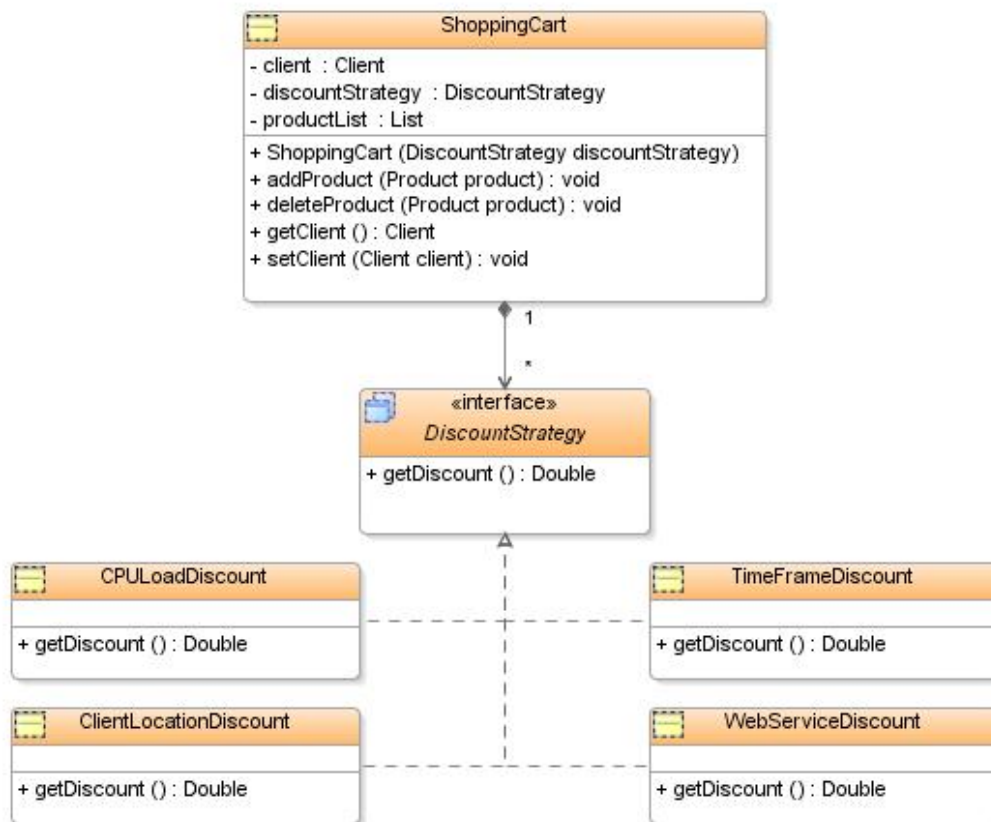 ShoppingCart
- client : Client
- discountStrategy : DiscountStrategy
- productList : List
+ ShoppingCart (DiscountStrategy discountStrategy)
+ addProduct (Product product) : void
+ deleteProduct (Product product) : void
+ getClient () : Client
+ setClient (Client client) : void
1
*
«interface»
DiscountStrategy
+ getDiscount () : Double
CPULoadDiscount
+ getDiscount () : Double
TimeFrameDiscount
+ getDiscount () : Double
ClientLocationDiscount
+ getDiscount () : Double
WebServiceDiscount
+ getDiscount () : Double